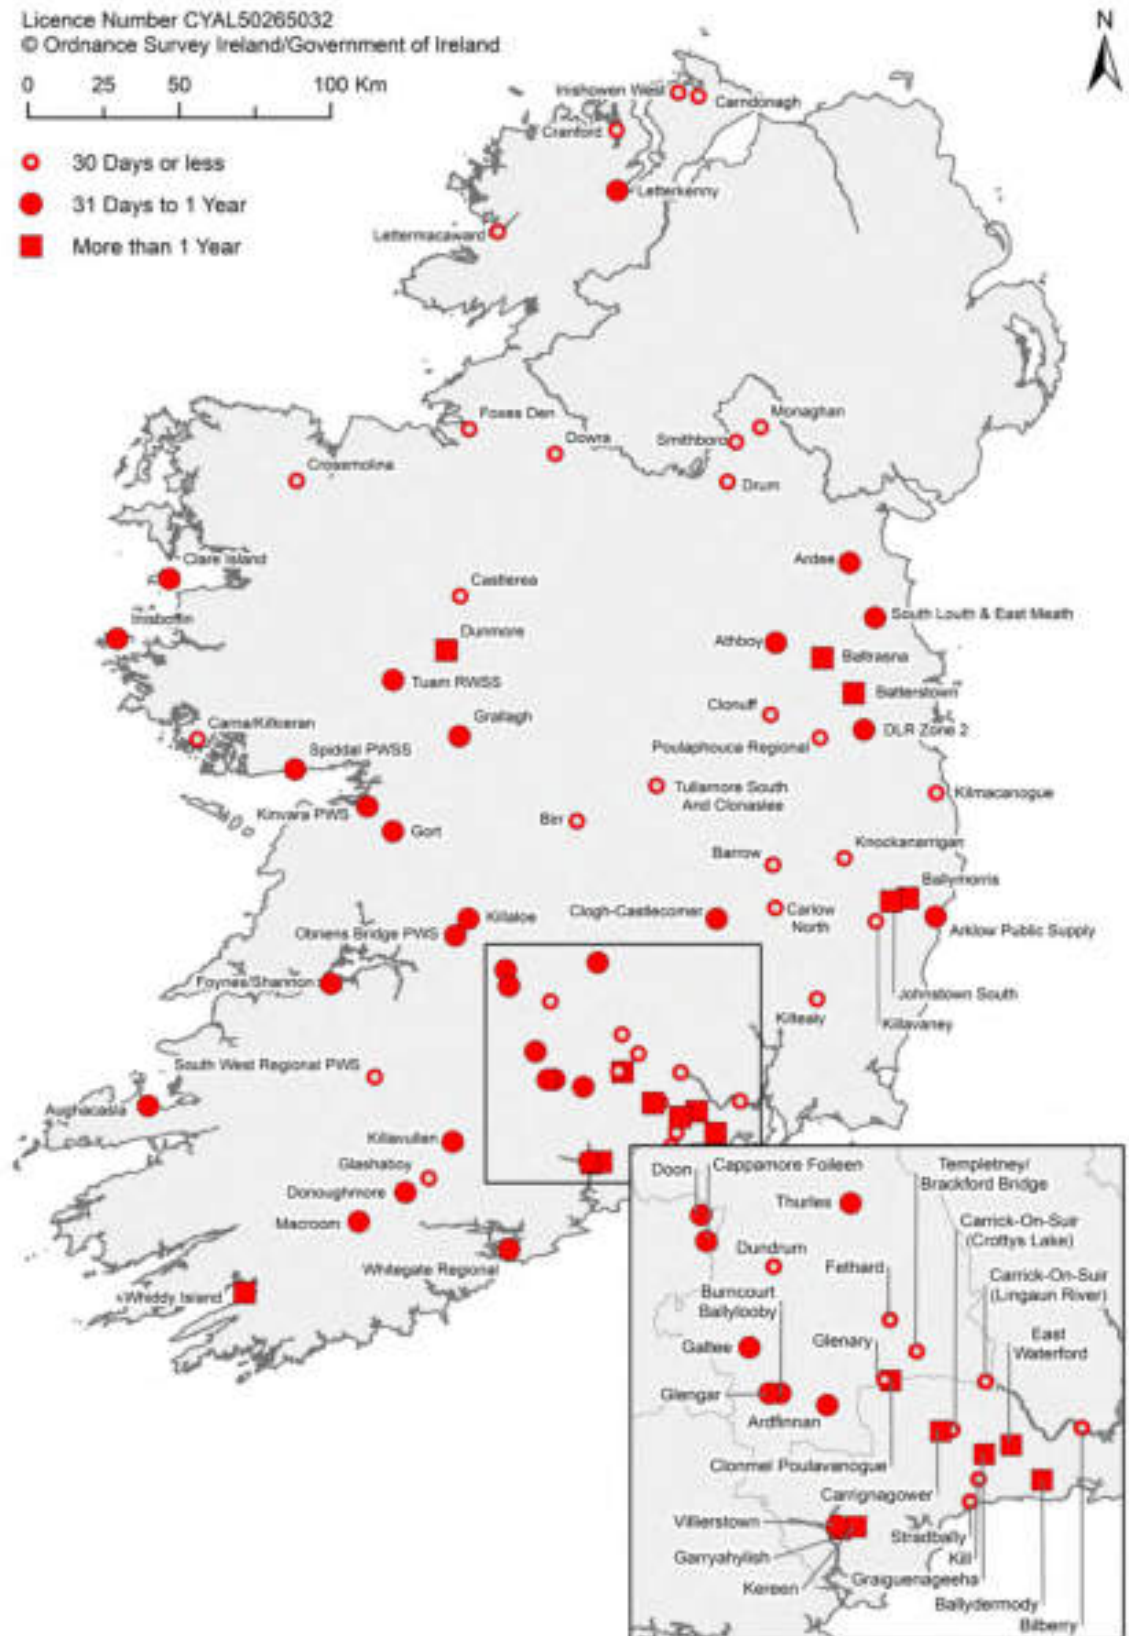 Licence Number CYAL50265032
© Ordnance Survey Ireland/Government of Ireland
N
0 50 100 Km
30 Days or less
31 Days to 1 Year
More than 1 Year
Inishowen West
Carndonagh
Cranford
Letterkenny
Lettermacaward
Foxes Den
Monaghan
Dowra
Smithboro
Crossmolina
Drum
Clare Island
Ardee
Castlerea
Inisboffin
South Louth & East Meath
Dunmore
Athboy
Baltrasna
Tuam RWSS
Batterstown
Clonuff
Grallagh
Carna/Kilkieran
DLR Zone 2
Poulaphouca Regional
Spiddal PWSS
Tullamore South
And Clonaslee
Kilmacanogue
Kinvara PWS
Birr
Gort
Knockanarrigan
Barrow
Ballymorris
Carlow
North
Clogh-Castlecomer
Killaloe
Obriens Bridge PWS
Arklow Public Supply
Foynes/Shannon
Johnstown South
Kiltealy
Killavaney
South West Regional PWS
Aughacasla
Killavullen
Glashaboy
Donoughmore
Macroom
Whitegate Regional
Whiddy Island
Doon
Cappamore Foileen
Templetney/
Brackford Bridge
Thurles
Carrick-On-Suir
(Crottys Lake)
Dundrum
Fethard
Carrick-On-Suir
(Lingaun River)
Burncourt
Ballylooby
East
Waterford
Galtee
Glenary
Glengar
Ardfinnan
Clonmel Poulavanogue
Carrignagower
Villierstown
Stradbally
Garryahylish
Kill
Kereen
Graiguenageeha
Ballydermody
Bilberry